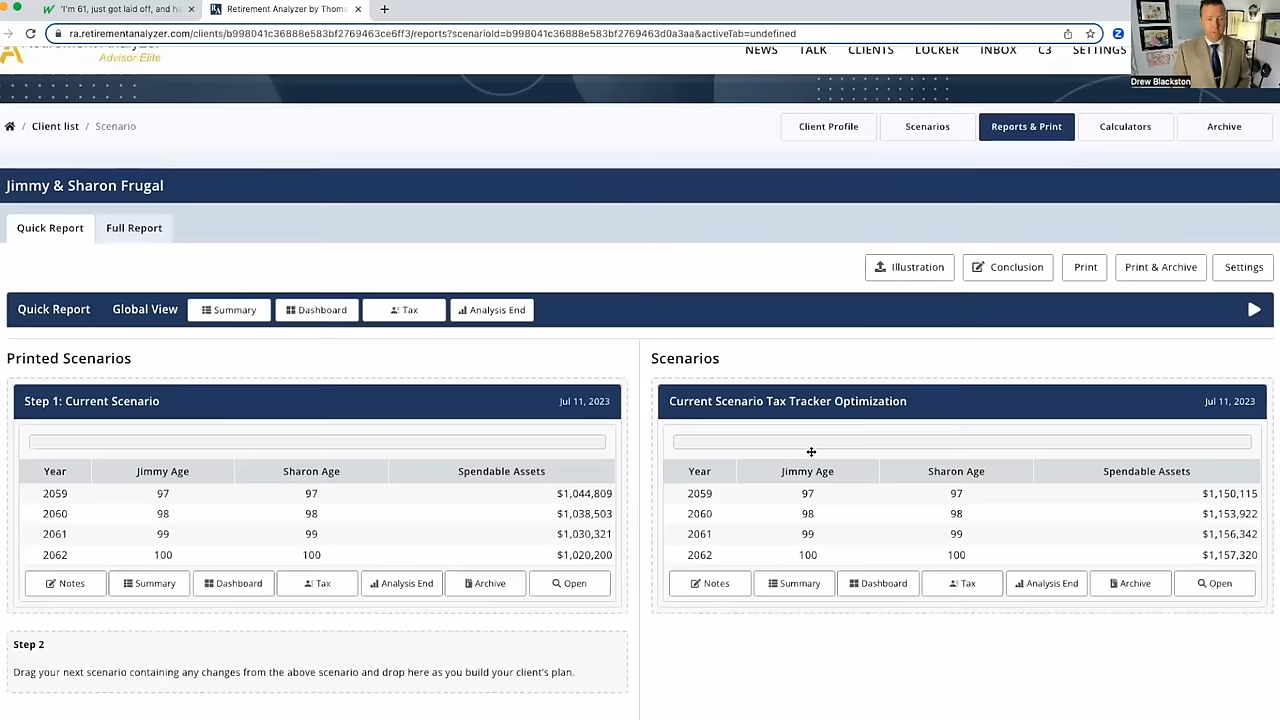 'I'm 61, just got laid off, and ha
Retirement Analyzer by Thoma
ra.retirementanalyzer.com/clients/b998041c36888e583bf2769463ce6ff3/reports?scenarioId=b998041c36888e583bf2769463d0a3aa&activeTab=undefined
Advisor Elite
NEWS TALK CLIENTS LOCKER INBOX C3 SETTINGS
Drew Blackston
/ Client list / Scenario
Client Profile Scenarios Reports & Print Calculators Archive
Jimmy & Sharon Frugal
Quick Report Full Report
Illustration Conclusion Print Print & Archive Settings
Quick Report Global View Summary Dashboard Tax Analysis End
Printed Scenarios
Step 1: Current Scenario Jul 11, 2023
Year Jimmy Age Sharon Age Spendable Assets
2059 97 97 $1,044,809
2060 98 98 $1,038,503
2061 99 99 $1,030,321
2062 100 100 $1,020,200
Notes Summary Dashboard Tax Analysis End Archive Open
Step 2
Drag your next scenario containing any changes from the above scenario and drop here as you build your client's plan.
Scenarios
Current Scenario Tax Tracker Optimization Jul 11, 2023
Year Jimmy Age Sharon Age Spendable Assets
2059 97 97 $1,150,115
2060 98 98 $1,153,922
2061 99 99 $1,156,342
2062 100 100 $1,157,320
Notes Summary Dashboard Tax Analysis End Archive Open